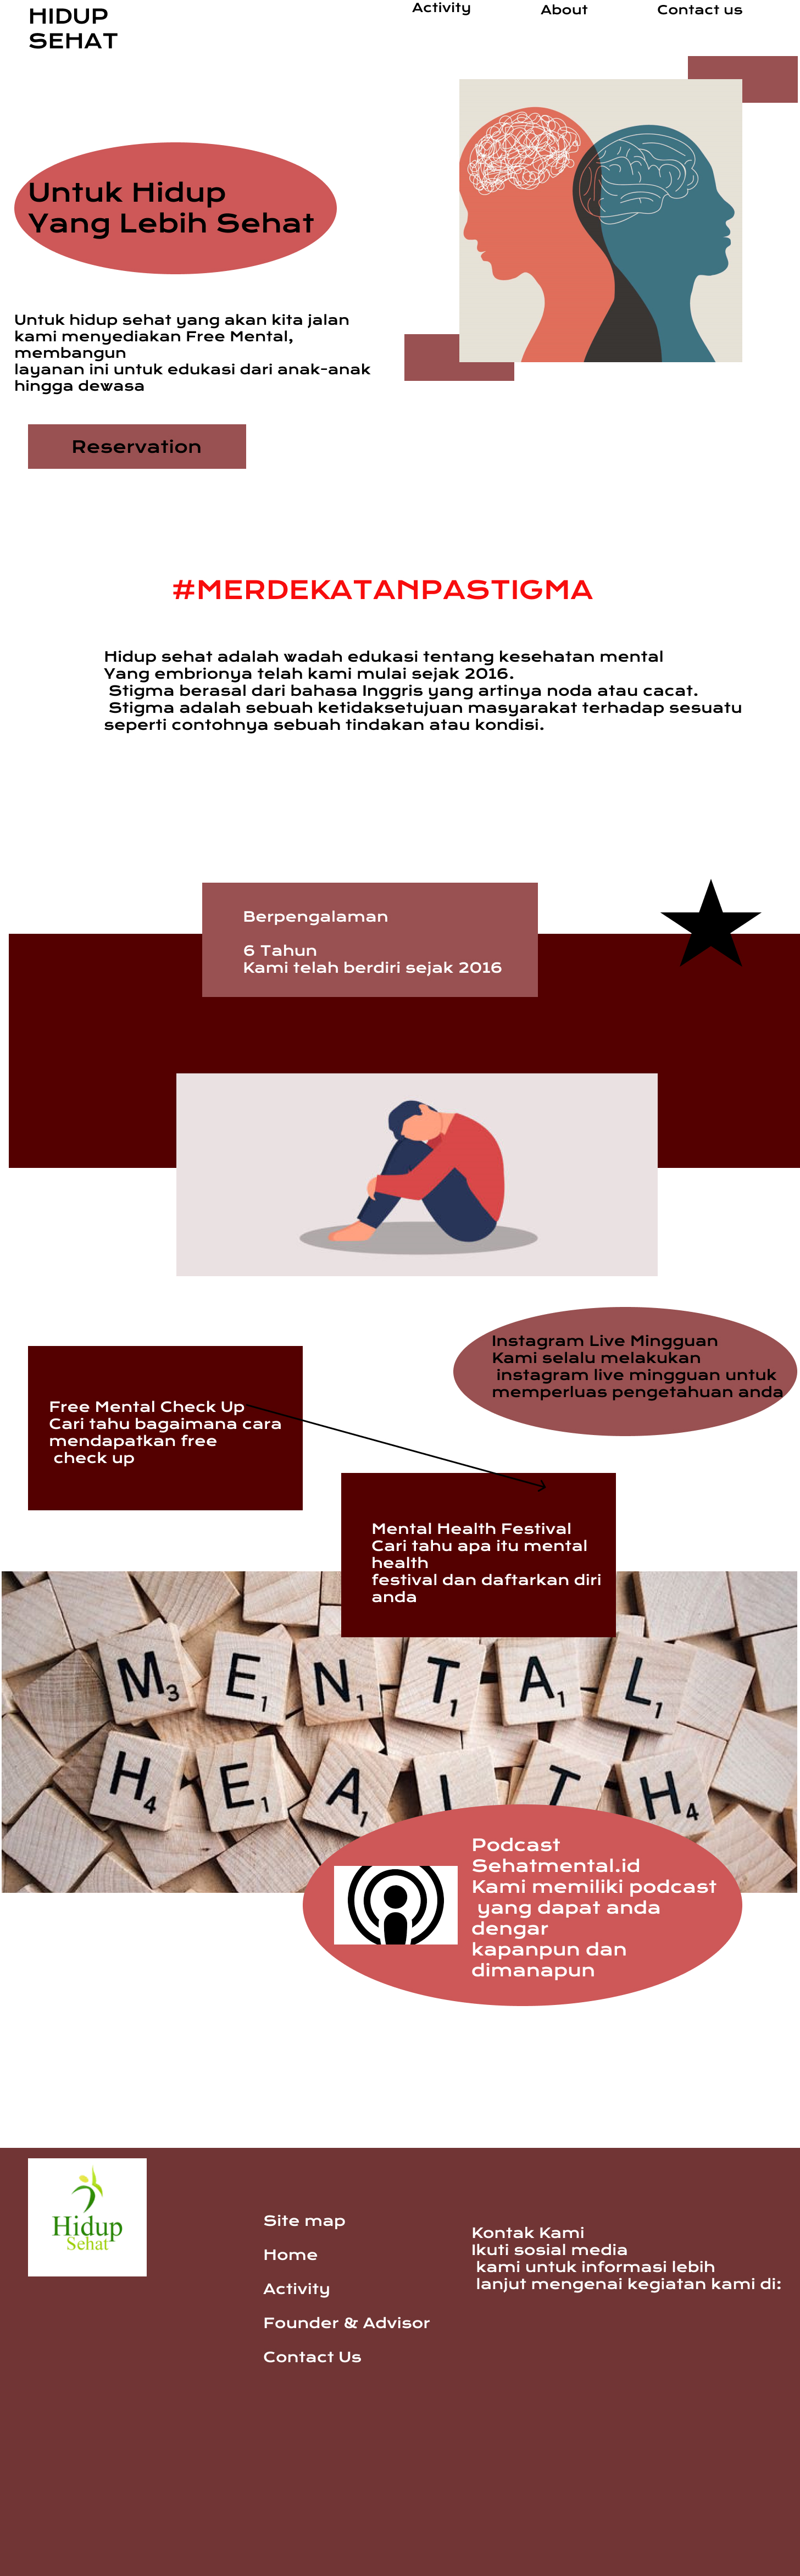 HIDUP
SEHAT
Activity
About
Contact us
Untuk Hidup
Yang Lebih Sehat
Untuk hidup sehat yang akan kita jalan
kami menyediakan Free Mental,
membangun
layanan ini untuk edukasi dari anak-anak
hingga dewasa
Reservation
#MERDEKATANPASTIGMA
Hidup sehat adalah wadah edukasi tentang kesehatan mental
Yang embrionya telah kami mulai sejak 2016.
Stigma berasal dari bahasa Inggris yang artinya noda atau cacat.
Stigma adalah sebuah ketidaksetujuan masyarakat terhadap sesuatu
seperti contohnya sebuah tindakan atau kondisi.
Berpengalaman
6 Tahun
Kami telah berdiri sejak 2016
Instagram Live Mingguan
Kami selalu melakukan
instagram live mingguan untuk
memperluas pengetahuan anda
Free Mental Check Up
Cari tahu bagaimana cara
mendapatkan free
check up
Mental Health Festival
Cari tahu apa itu mental
health
festival dan daftarkan diri
anda
M3 E1 N1 T1 A1 L1
H4 E1 A1 L T H4
Podcast
Sehatmental.id
Kami memiliki podcast
yang dapat anda
dengar
kapanpun dan
dimanapun
Hidup
Sehat
Site map
Home
Activity
Founder & Advisor
Contact Us
Kontak Kami
Ikuti sosial media
kami untuk informasi lebih
lanjut mengenai kegiatan kami di: